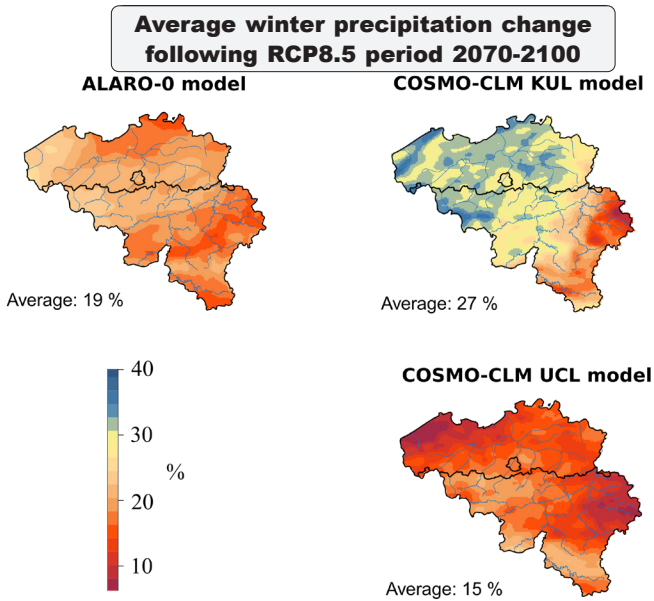 Average winter precipitation change
following RCP8.5 period 2070-2100
ALARO-0 model
COSMO-CLM KUL model
Average: 19 %
Average: 27 %
COSMO-CLM UCL model
40
30
%
20
10
Average: 15 %